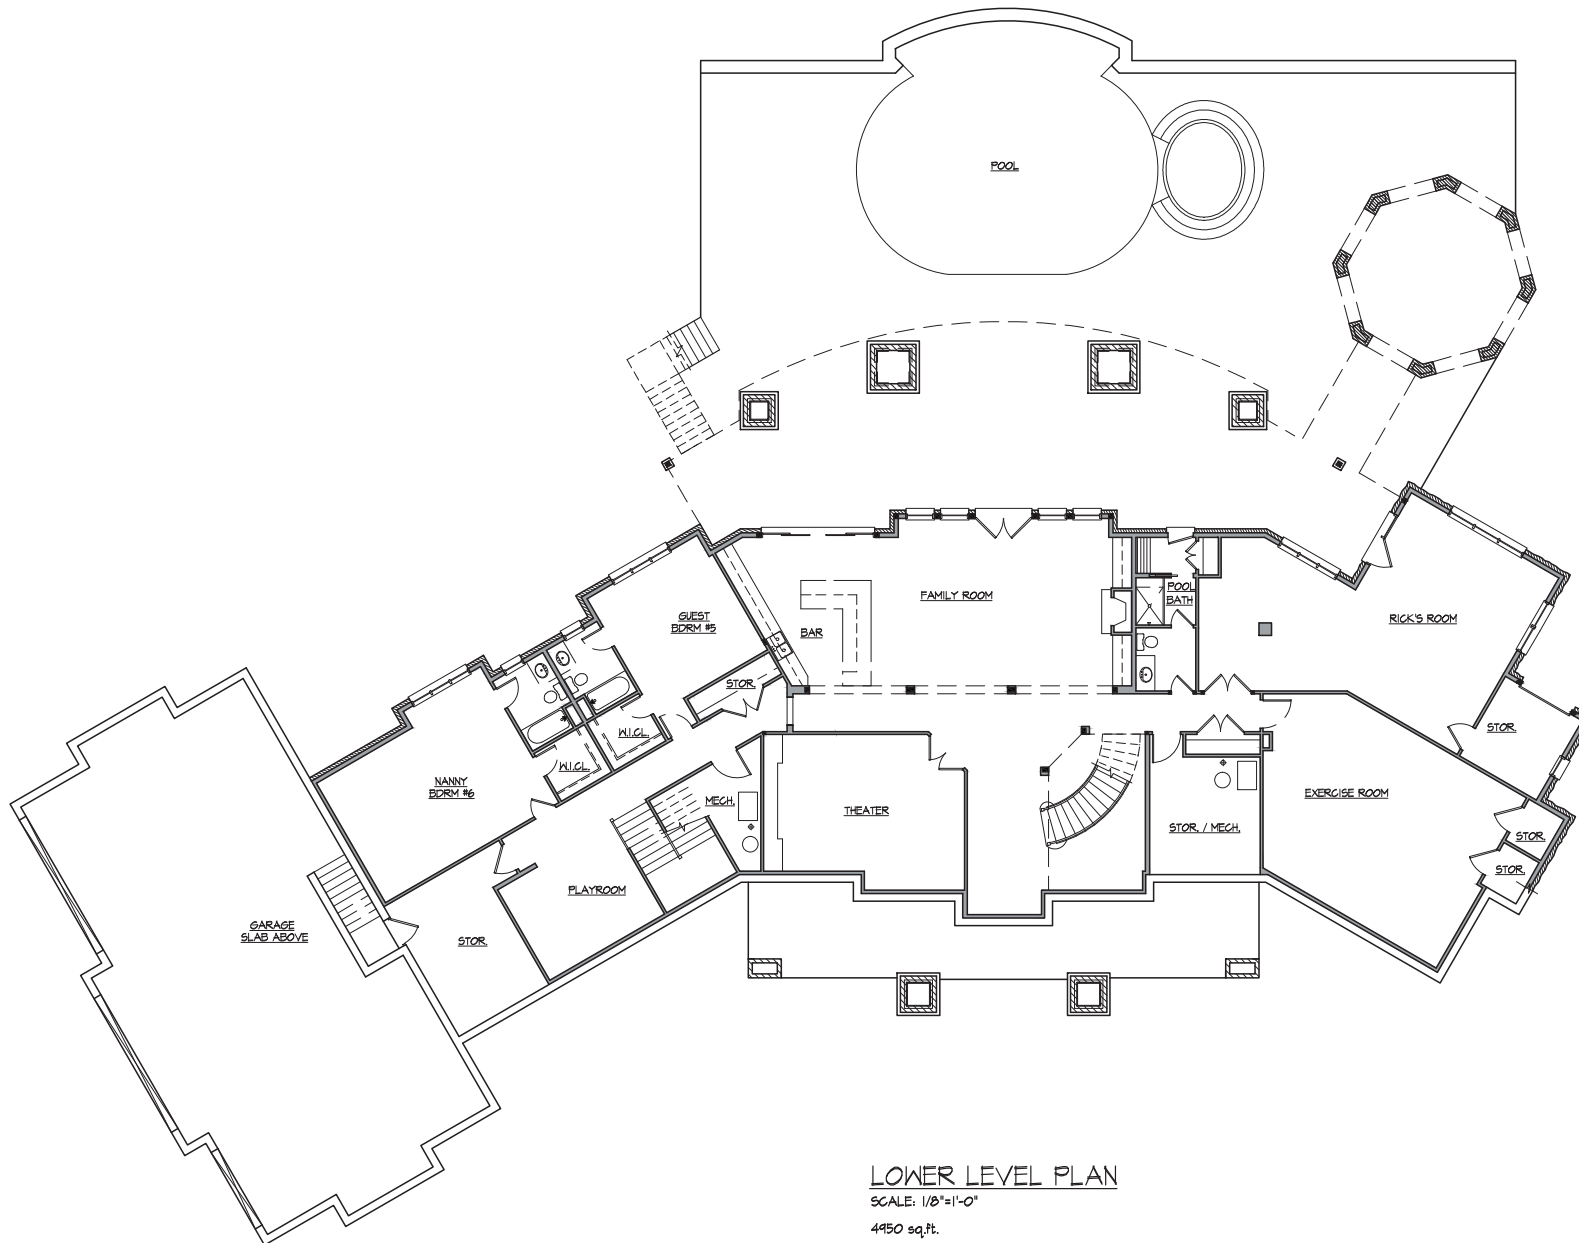 POOL
GUEST
BDRM #5
FAMILY ROOM
BAR
POOL
BATH
RICK'S ROOM
STOR.
W.I.CL.
W.I.CL.
NANNY
BDRM #6
MECH.
THEATER
STOR. / MECH.
EXERCISE ROOM
STOR.
STOR.
STOR.
PLAYROOM
GARAGE
SLAB ABOVE
STOR.
LOWER LEVEL PLAN
SCALE: 1/8"=1'-0"
4950 sq.ft.